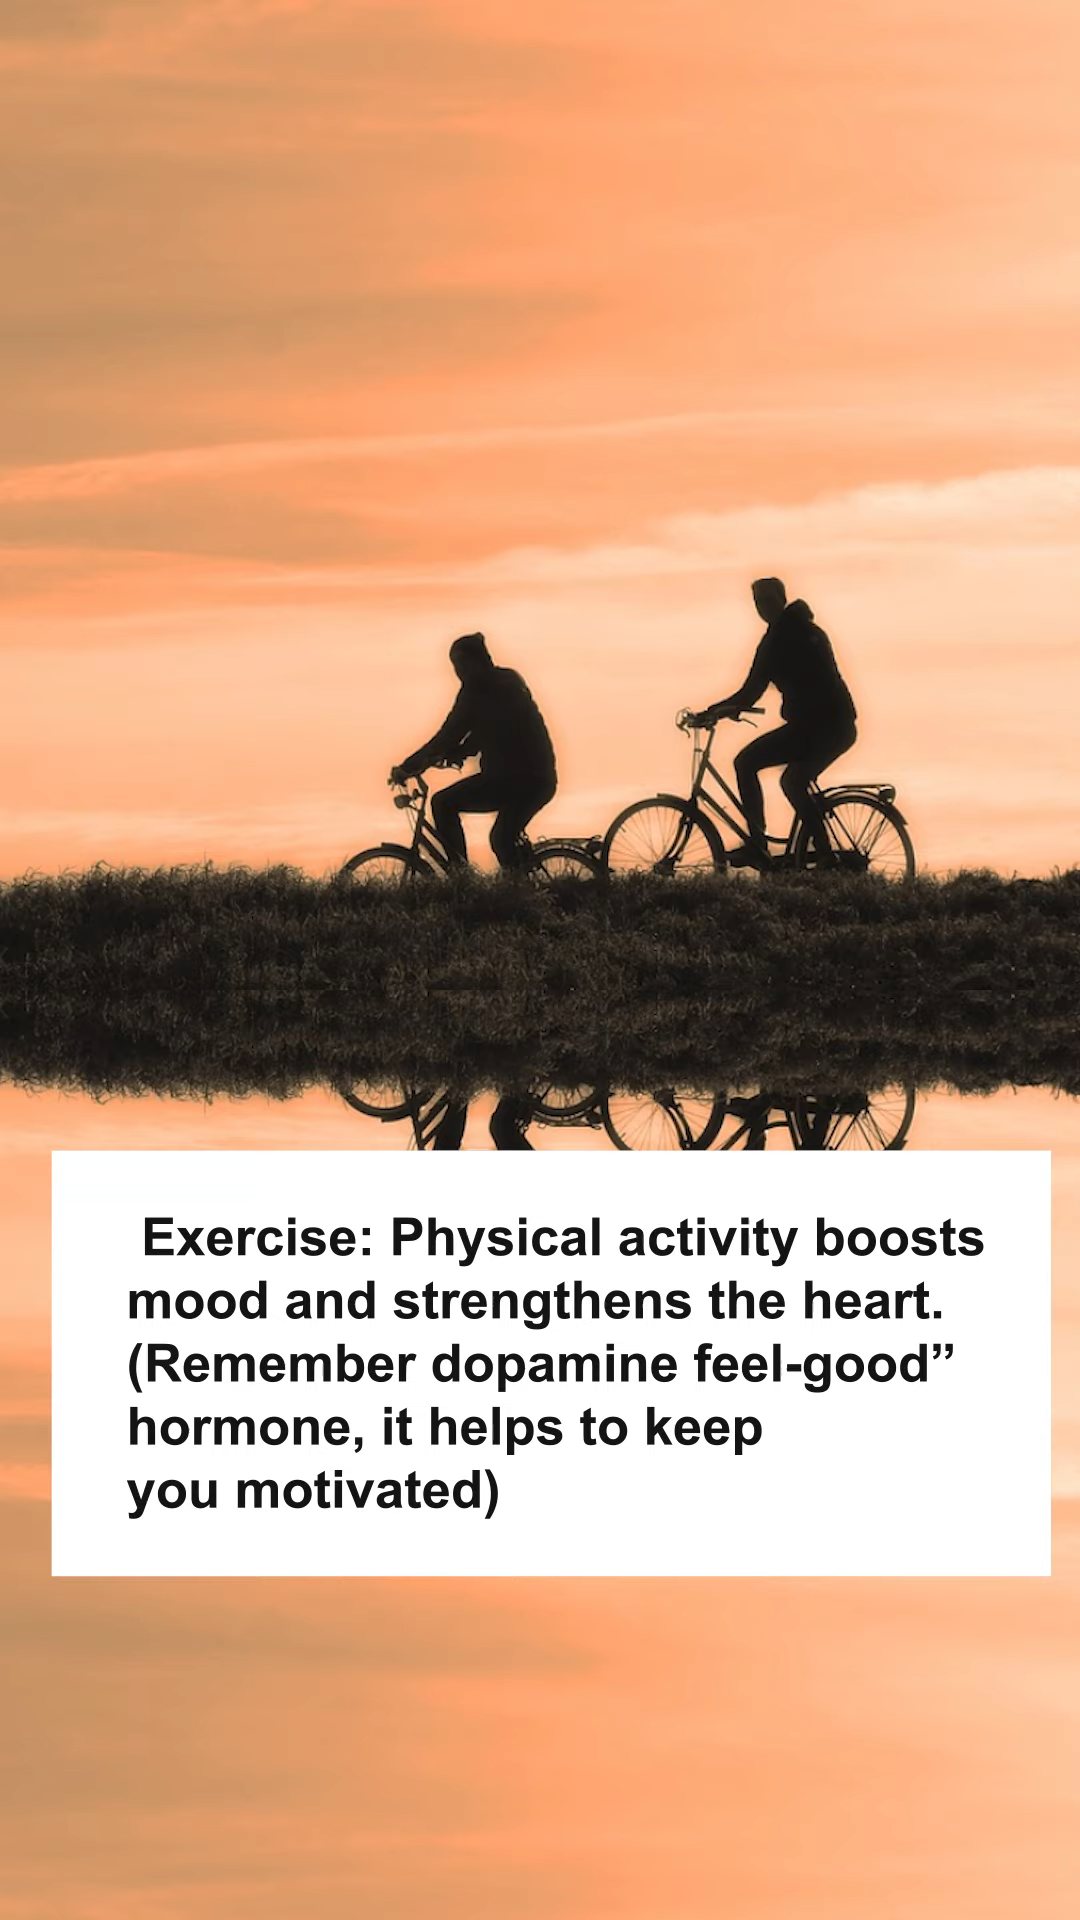 Exercise: Physical activity boosts
mood and strengthens the heart.
(Remember dopamine feel-good”
hormone, it helps to keep
you motivated)